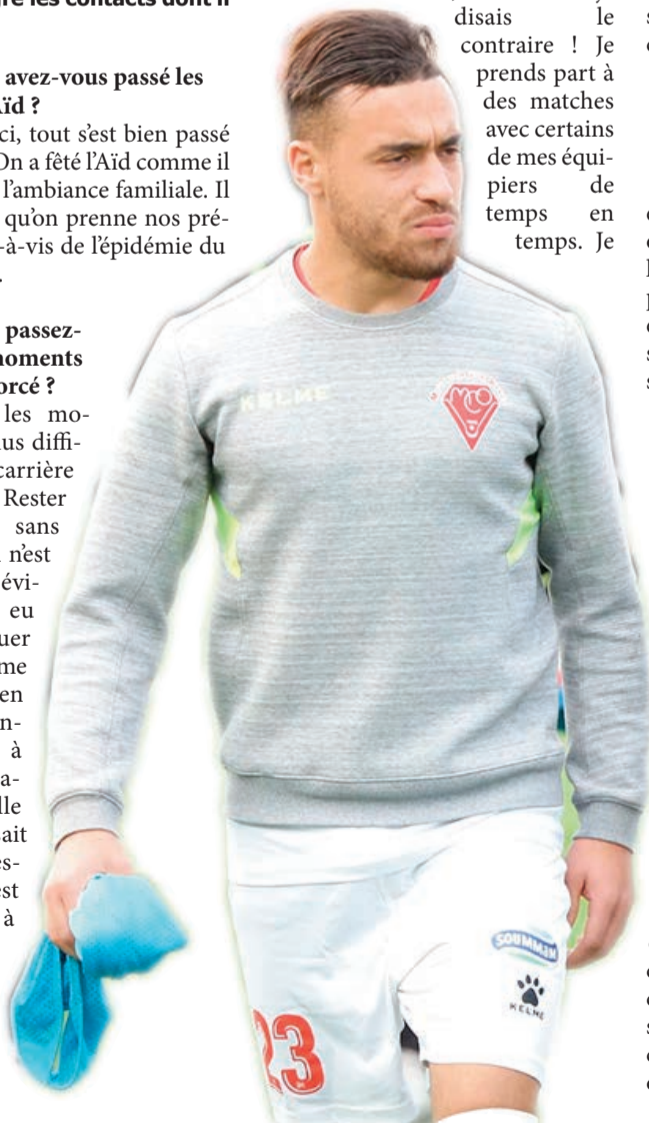 avez-vous passé les
ïd ?
ci, tout s'est bien passé
On a fêté l'Aïd comme il
l'ambiance familiale. Il
qu'on prenne nos pré-
-à-vis de l'épidémie du
passez-
moments
orcé ?
les mo-
lus diffi-
carrière
Rester
sans
n'est
évi-
eu
uer
me
en
n-
à
a-
lle
ait
es-
est
à
disais le
contraire ! Je
prends part à
des matches
avec certains
de mes équi-
piers de
temps en
temps. Je
KELME
MCO
SOUMMAM
KELME
23